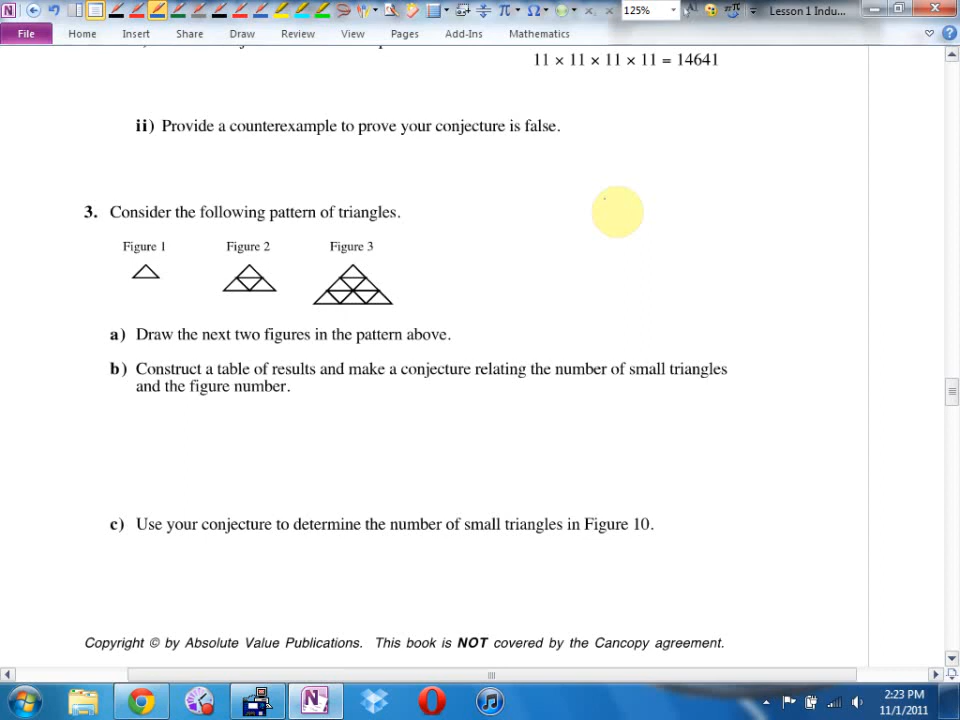 125%
Lesson 1 Indu...
File Home Insert Share Draw Review View Pages Add-Ins Mathematics
11 × 11 × 11 × 11 = 14641
ii) Provide a counterexample to prove your conjecture is false.
3. Consider the following pattern of triangles.
Figure 1 Figure 2 Figure 3
a) Draw the next two figures in the pattern above.
b) Construct a table of results and make a conjecture relating the number of small triangles
and the figure number.
c) Use your conjecture to determine the number of small triangles in Figure 10.
Copyright © by Absolute Value Publications. This book is NOT covered by the Cancopy agreement.
2:23 PM
11/1/2011